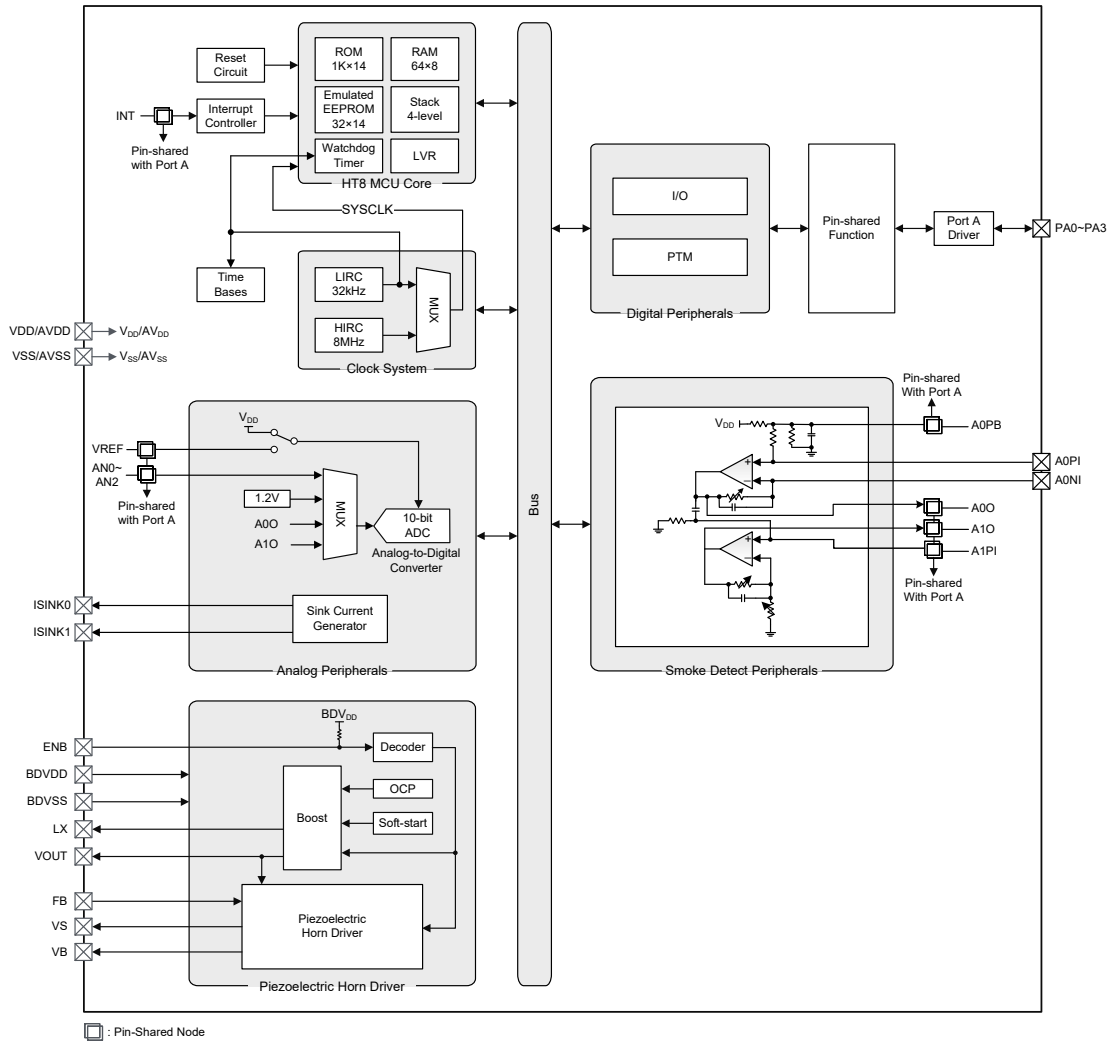 Reset
Circuit
INT
Interrupt
Controller
Pin-shared
with Port A
ROM
1K×14
RAM
64×8
Emulated
EEPROM
32×14
Stack
4-level
Watchdog
Timer
LVR
HT8 MCU Core
SYSCLK
Time
Bases
LIRC
32kHz
HIRC
8MHz
MUX
Clock System
VDD/AVDD
VDD/AVDD
VSS/AVSS
VSS/AVSS
Bus
I/O
PTM
Digital Peripherals
Pin-shared
Function
Port A
Driver
PA0~PA3
VDD
VREF
AN0~
AN2
Pin-shared
with Port A
1.2V
A0O
A1O
MUX
10-bit
ADC
Analog-to-Digital
Converter
ISINK0
ISINK1
Sink Current
Generator
Analog Peripherals
Pin-shared
With Port A
VDD
A0PB
+
−
A0PI
A0NI
A0O
A1O
+
−
A1PI
Pin-shared
With Port A
Smoke Detect Peripherals
BDVDD
ENB
Decoder
BDVDD
BDVSS
LX
VOUT
Boost
OCP
Soft-start
FB
VS
VB
Piezoelectric
Horn Driver
Piezoelectric Horn Driver
: Pin-Shared Node